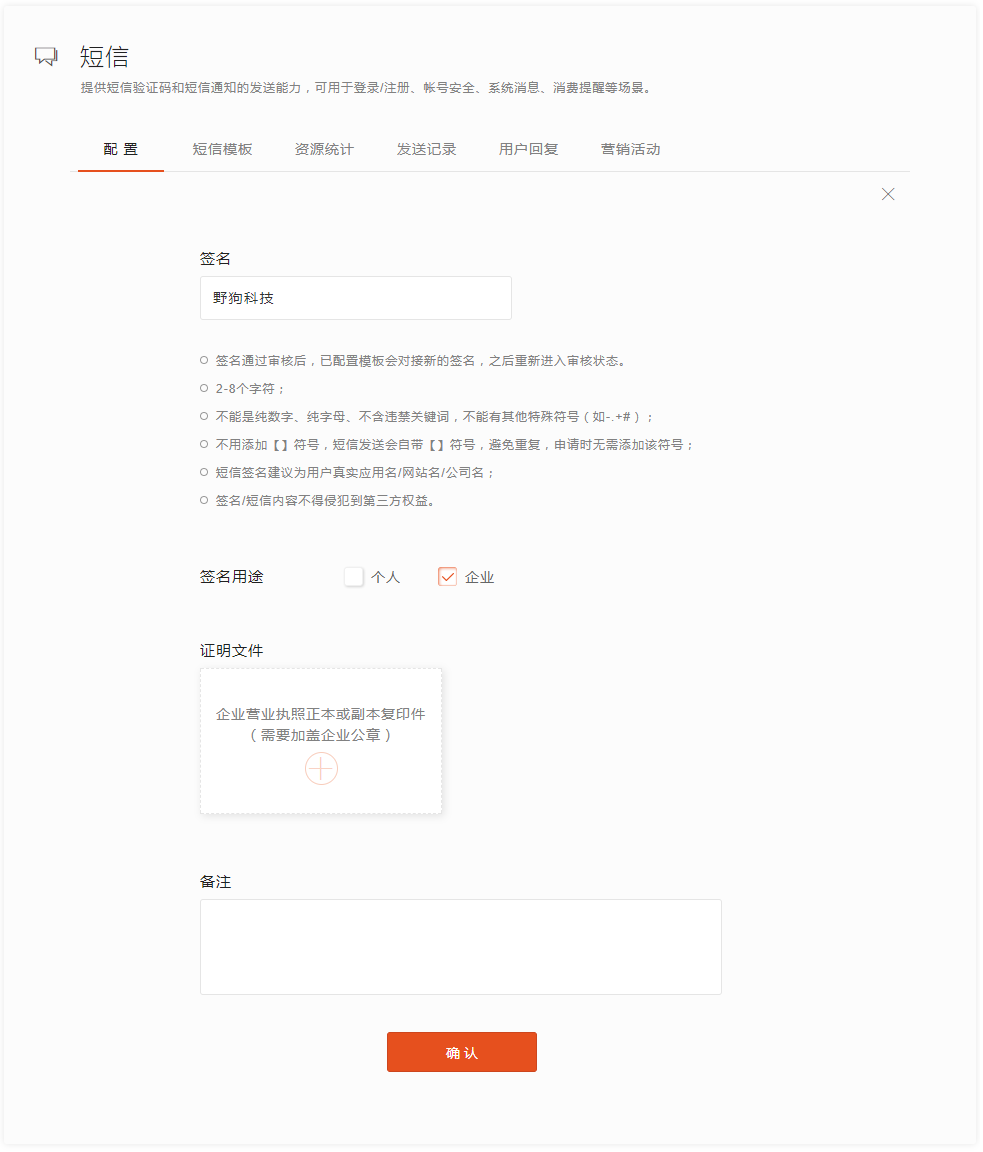 短信
提供短信验证码和短信通知的发送能力，可用于登录/注册、帐号安全、系统消息、消费提醒等场景。
配 置 短信模板 资源统计 发送记录 用户回复 营销活动
签名
野狗科技
签名通过审核后，已配置模板会对接新的签名，之后重新进入审核状态。
2-8个字符；
不能是纯数字、纯字母、不含违禁关键词，不能有其他特殊符号（如-.+#）；
不用添加【】符号，短信发送会自带【】符号，避免重复，申请时无需添加该符号；
短信签名建议为用户真实应用名/网站名/公司名；
签名/短信内容不得侵犯到第三方权益。
签名用途 个人 企业
证明文件
企业营业执照正本或副本复印件
（需要加盖企业公章）
备注
确 认